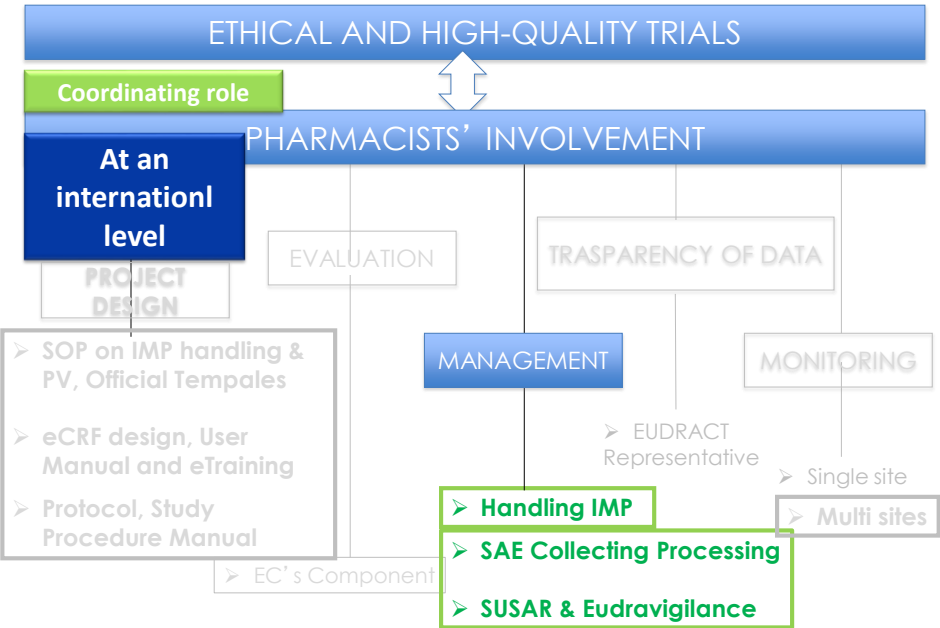 ETHICAL AND HIGH-QUALITY TRIALS
Coordinating role
PHARMACISTS’ INVOLVEMENT
At an
internationl
level
PROJECT
DESIGN
➢ SOP on IMP handling &
PV, Official Tempales
➢ eCRF design, User
Manual and eTraining
➢ Protocol, Study
Procedure Manual
EVALUATION
➢ EC’s Component
MANAGEMENT
➢ Handling IMP
➢ SAE Collecting Processing
➢ SUSAR & Eudravigilance
TRASPARENCY OF DATA
➢ EUDRACT
Representative
MONITORING
➢ Single site
➢ Multi sites